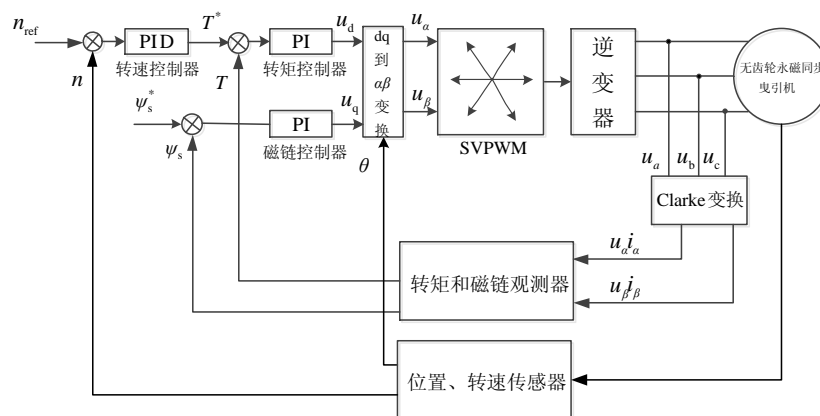 n_ref
n
PID
转速控制器
T*
T
PI
转矩控制器
u_d
ψ_s*
ψ_s
PI
磁链控制器
u_q
dq
到
αβ
变
换
θ
u_α
u_β
SVPWM
逆
变
器
无齿轮永磁同步
曳引机
u_a
u_b
u_c
Clarke变换
u_α i_α
u_β i_β
转矩和磁链观测器
位置、转速传感器